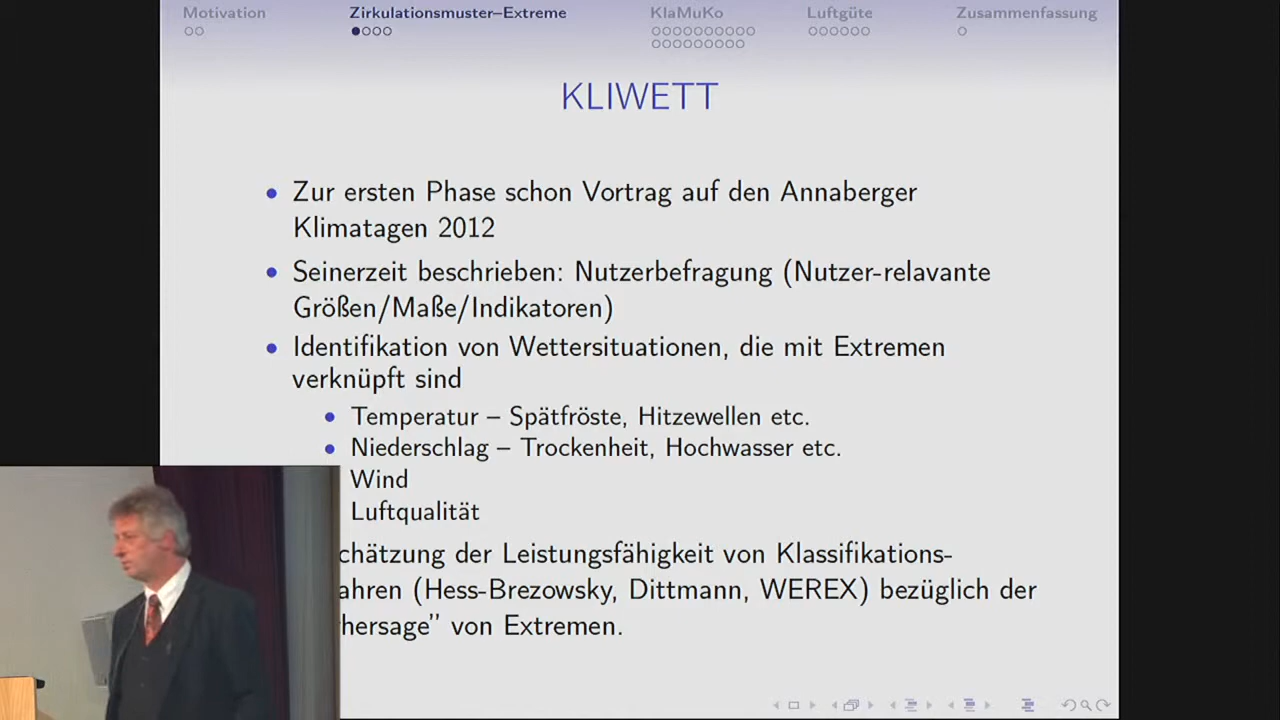 Motivation Zirkulationsmuster–Extreme KlaMuKo Luftgüte Zusammenfassung
KLIWETT
Zur ersten Phase schon Vortrag auf den Annaberger
Klimatagen 2012
Seinerzeit beschrieben: Nutzerbefragung (Nutzer-relavante
Größen/Maße/Indikatoren)
Identifikation von Wettersituationen, die mit Extremen
verknüpft sind
Temperatur – Spätfröste, Hitzewellen etc.
Niederschlag – Trockenheit, Hochwasser etc.
Wind
Luftqualität
chätzung der Leistungsfähigkeit von Klassifikations-
ahren (Hess-Brezowsky, Dittmann, WEREX) bezüglich der
hersage” von Extremen.